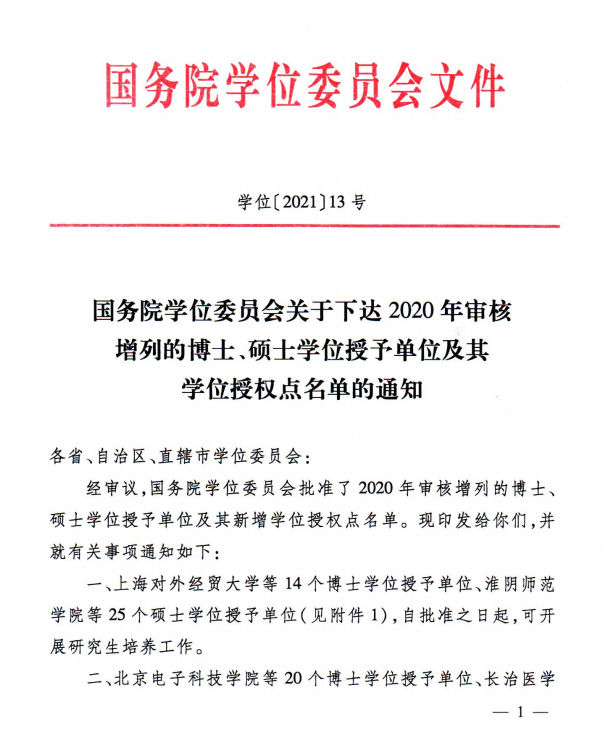 国务院学位委员会文件
学位〔2021〕13 号
国务院学位委员会关于下达 2020 年审核
增列的博士、硕士学位授予单位及其
学位授权点名单的通知
各省、自治区、直辖市学位委员会：
经审议，国务院学位委员会批准了 2020 年审核增列的博士、
硕士学位授予单位及其新增学位授权点名单。现印发给你们，并
就有关事项通知如下：
一、上海对外经贸大学等 14 个博士学位授予单位、淮阴师范
学院等 25 个硕士学位授予单位（见附件 1），自批准之日起，可开
展研究生培养工作。
二、北京电子科技学院等 20 个博士学位授予单位、长治医学
— 1 —